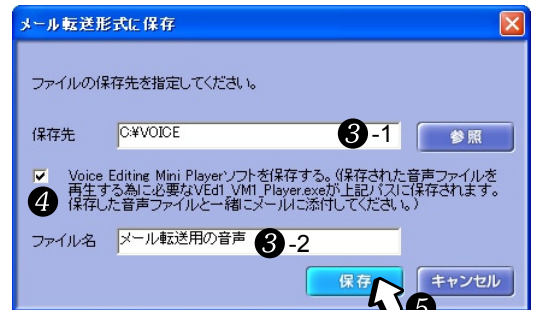 メール転送形式に保存
ファイルの保存先を指定してください。
保存先 C:¥VOICE ❸-1 参照
Voice Editing Mini Playerソフトを保存する。(保存された音声ファイルを
再生する為に必要なVEd1_VM1_Player.exeが上記パスに保存されます。
❹ 保存した音声ファイルと一緒にメールに添付してください。)
ファイル名 メール転送用の音声 ❸-2
保存 キャンセル
❺